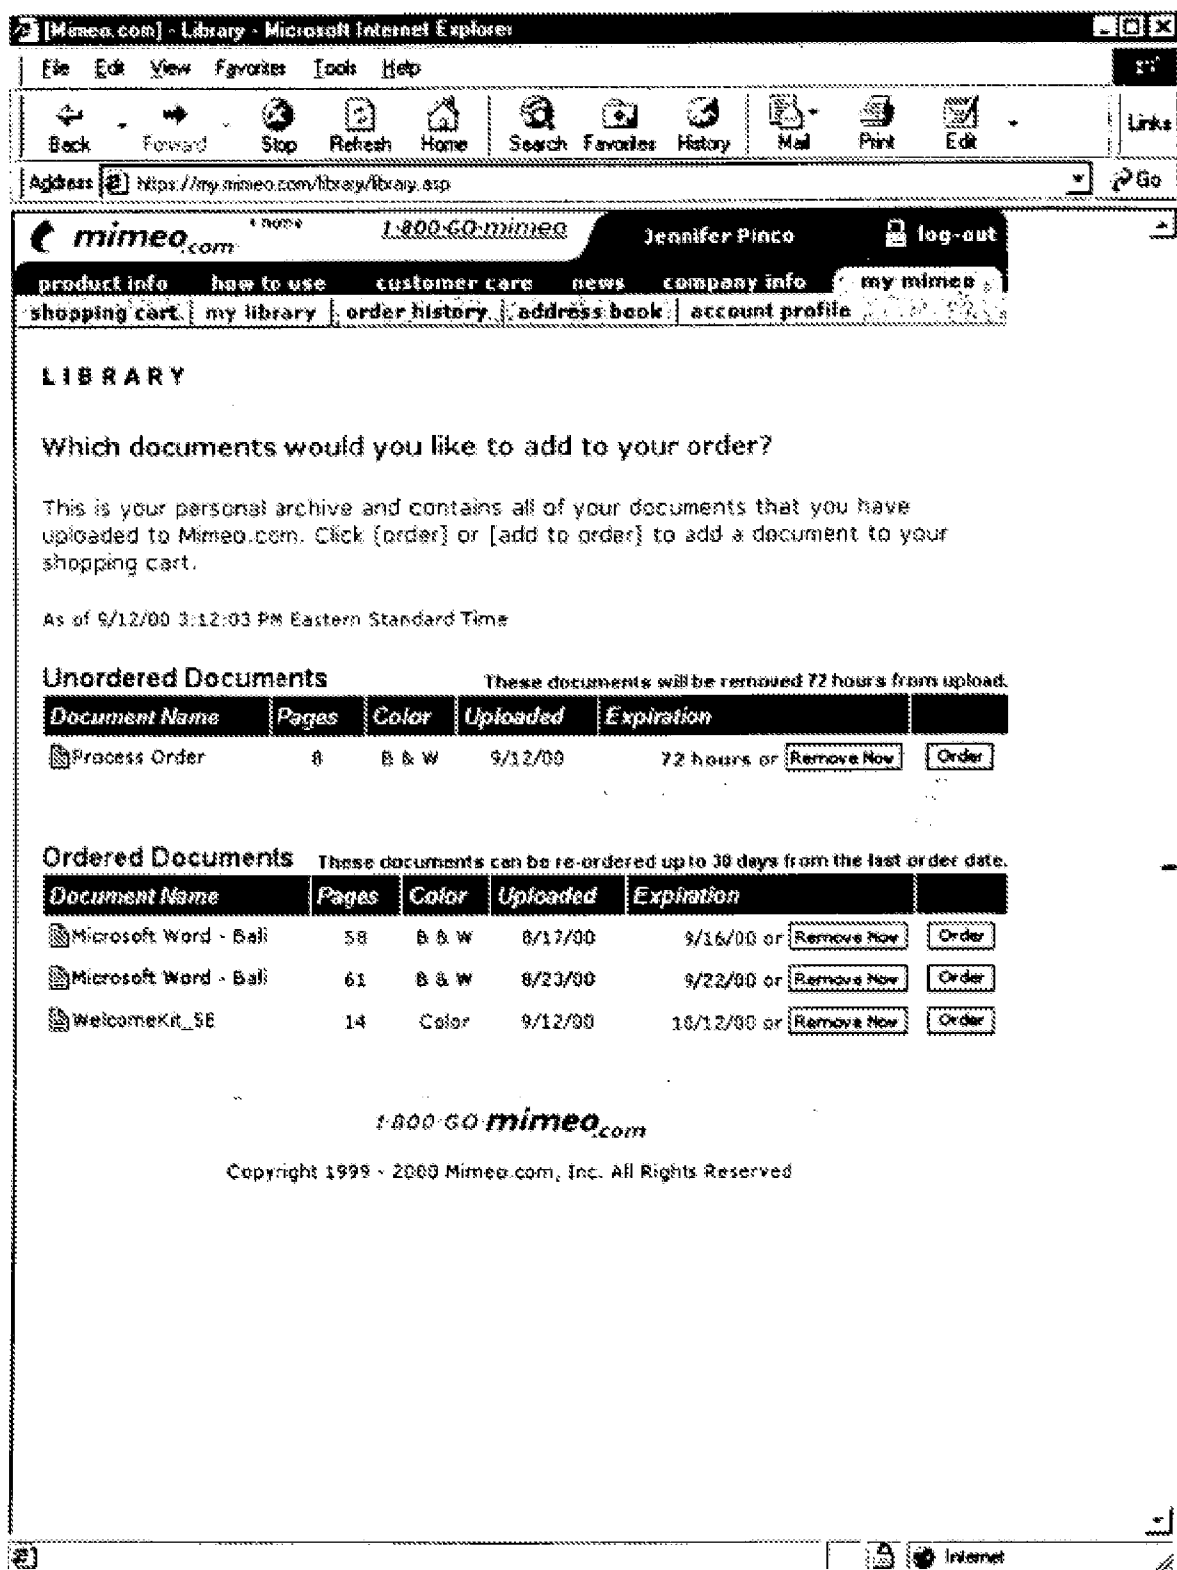 [Mimeo.com] - Library - Microsoft Internet Explorer
File Edit View Favorites Tools Help
Back Forward Stop Refresh Home Search Favorites History Mail Print Edit Links
Address https://my.mimeo.com/library/library.asp Go
mimeo.com home 1-800-GO-mimeo Jennifer Pinco log-out
product info how to use customer care news company info my mimeo
shopping cart my library order history address book account profile
LIBRARY
Which documents would you like to add to your order?
This is your personal archive and contains all of your documents that you have
uploaded to Mimeo.com. Click [order] or [add to order] to add a document to your
shopping cart.
As of 9/12/00 3:12:03 PM Eastern Standard Time
Unordered Documents These documents will be removed 72 hours from upload.
Document Name Pages Color Uploaded Expiration
Process Order 8 B & W 9/12/00 72 hours or Remove Now Order
Ordered Documents These documents can be re-ordered up to 30 days from the last order date.
Document Name Pages Color Uploaded Expiration
Microsoft Word - Bali 58 B & W 8/17/00 9/16/00 or Remove Now Order
Microsoft Word - Bali 61 B & W 8/23/00 9/22/00 or Remove Now Order
WelcomeKit_SE 14 Color 9/12/00 10/12/00 or Remove Now Order
1-800-GO-mimeo.com
Copyright 1999 - 2000 Mimeo.com, Inc. All Rights Reserved
Internet